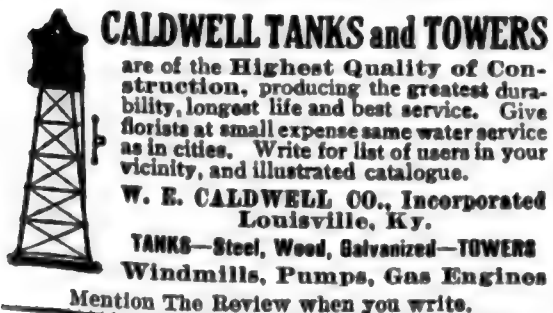 CALDWELL TANKS and TOWERS
are of the Highest Quality of Con-
struction, producing the greatest dura-
bility, longest life and best service. Give
florists at small expense same water service
as in cities. Write for list of users in your
vicinity, and illustrated catalogue.
W. E. CALDWELL CO., Incorporated
Louisville, Ky.
TANKS—Steel, Wood, Galvanized—TOWERS
Windmills, Pumps, Gas Engines
Mention The Review when you write.